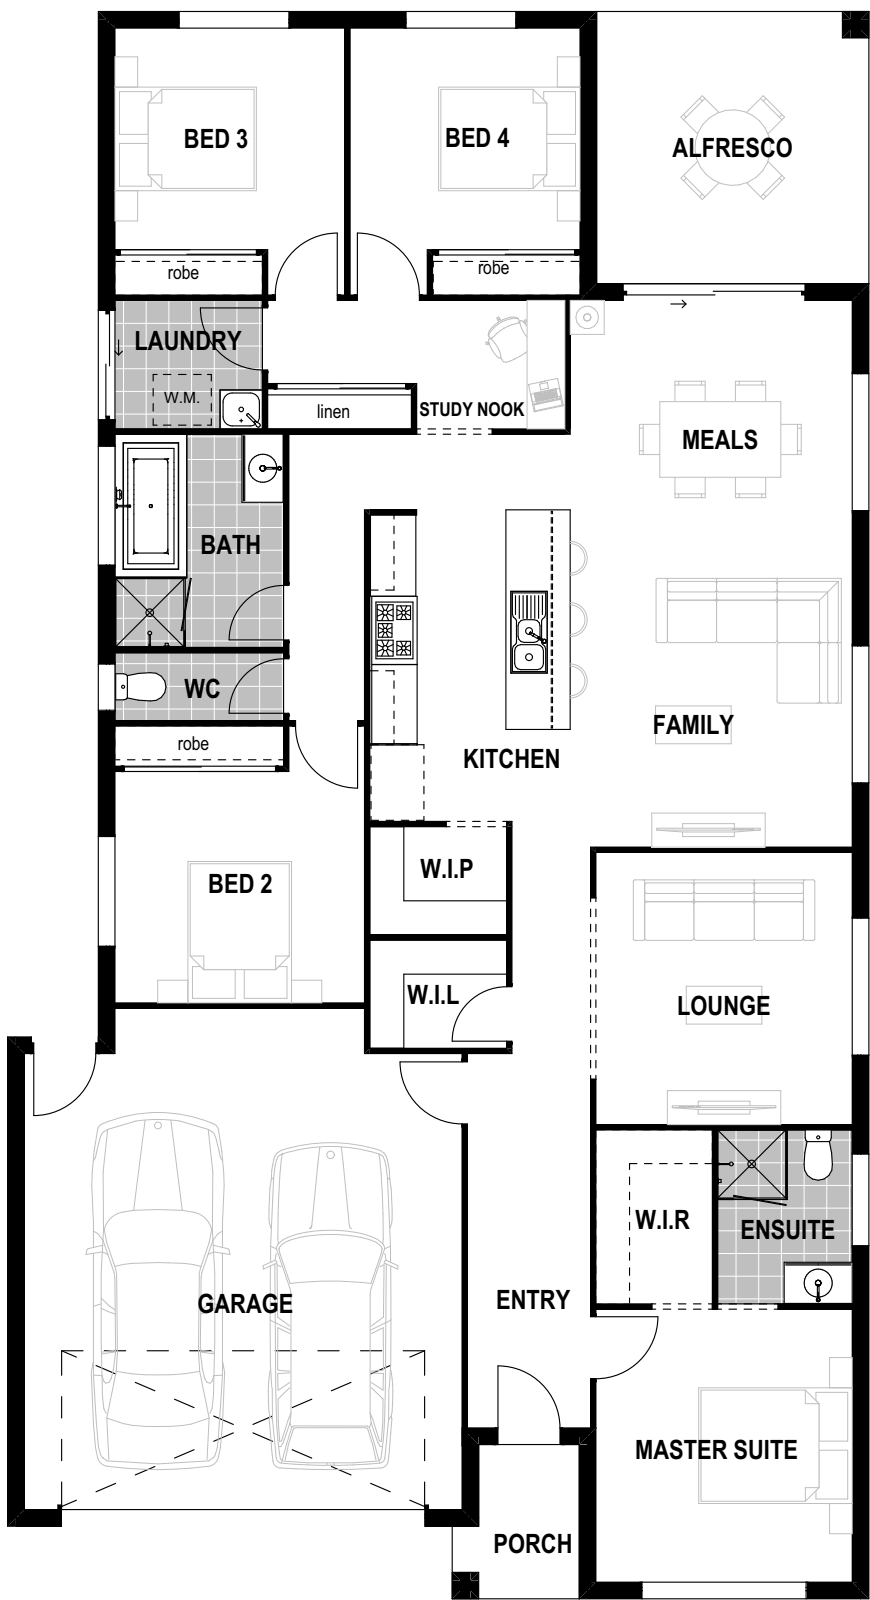 BED 3
BED 4
ALFRESCO
robe
robe
LAUNDRY
W.M.
linen
STUDY NOOK
MEALS
BATH
WC
robe
KITCHEN
FAMILY
W.I.P
BED 2
W.I.L
LOUNGE
W.I.R
ENSUITE
GARAGE
ENTRY
MASTER SUITE
PORCH